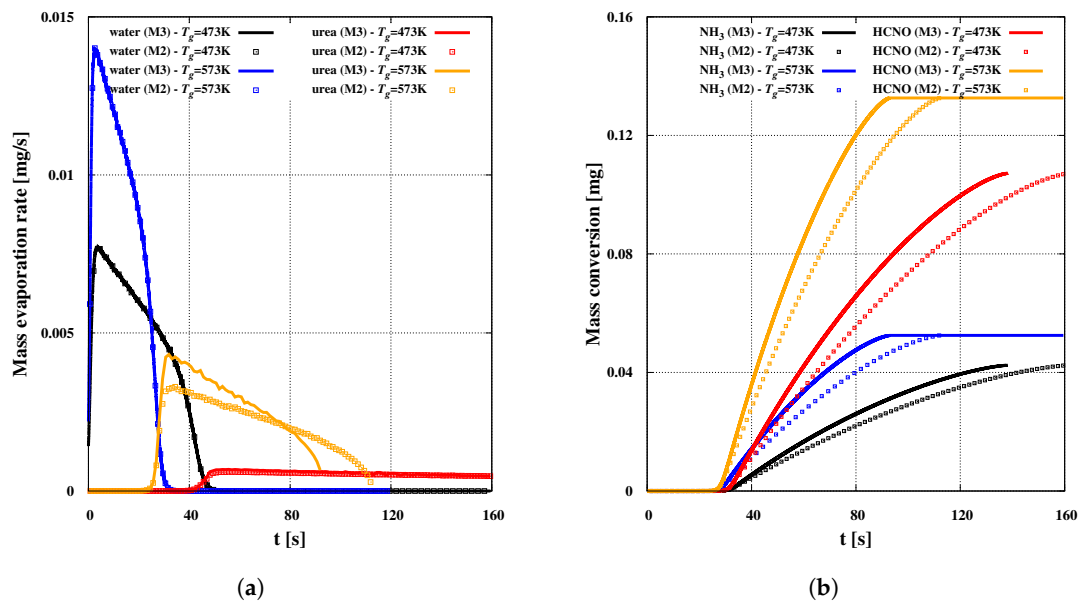 0.015
0.01
0.005
0
Mass evaporation rate [mg/s]
water (M3) - Tg=473K
water (M2) - Tg=473K
water (M3) - Tg=573K
water (M2) - Tg=573K
urea (M3) - Tg=473K
urea (M2) - Tg=473K
urea (M3) - Tg=573K
urea (M2) - Tg=573K
0 40 80 120 160
t [s]
(a)
0.16
0.12
0.08
0.04
0
Mass conversion [mg]
NH3 (M3) - Tg=473K
NH3 (M2) - Tg=473K
NH3 (M3) - Tg=573K
NH3 (M2) - Tg=573K
HCNO (M3) - Tg=473K
HCNO (M2) - Tg=473K
HCNO (M3) - Tg=573K
HCNO (M2) - Tg=573K
0 40 80 120 160
t [s]
(b)